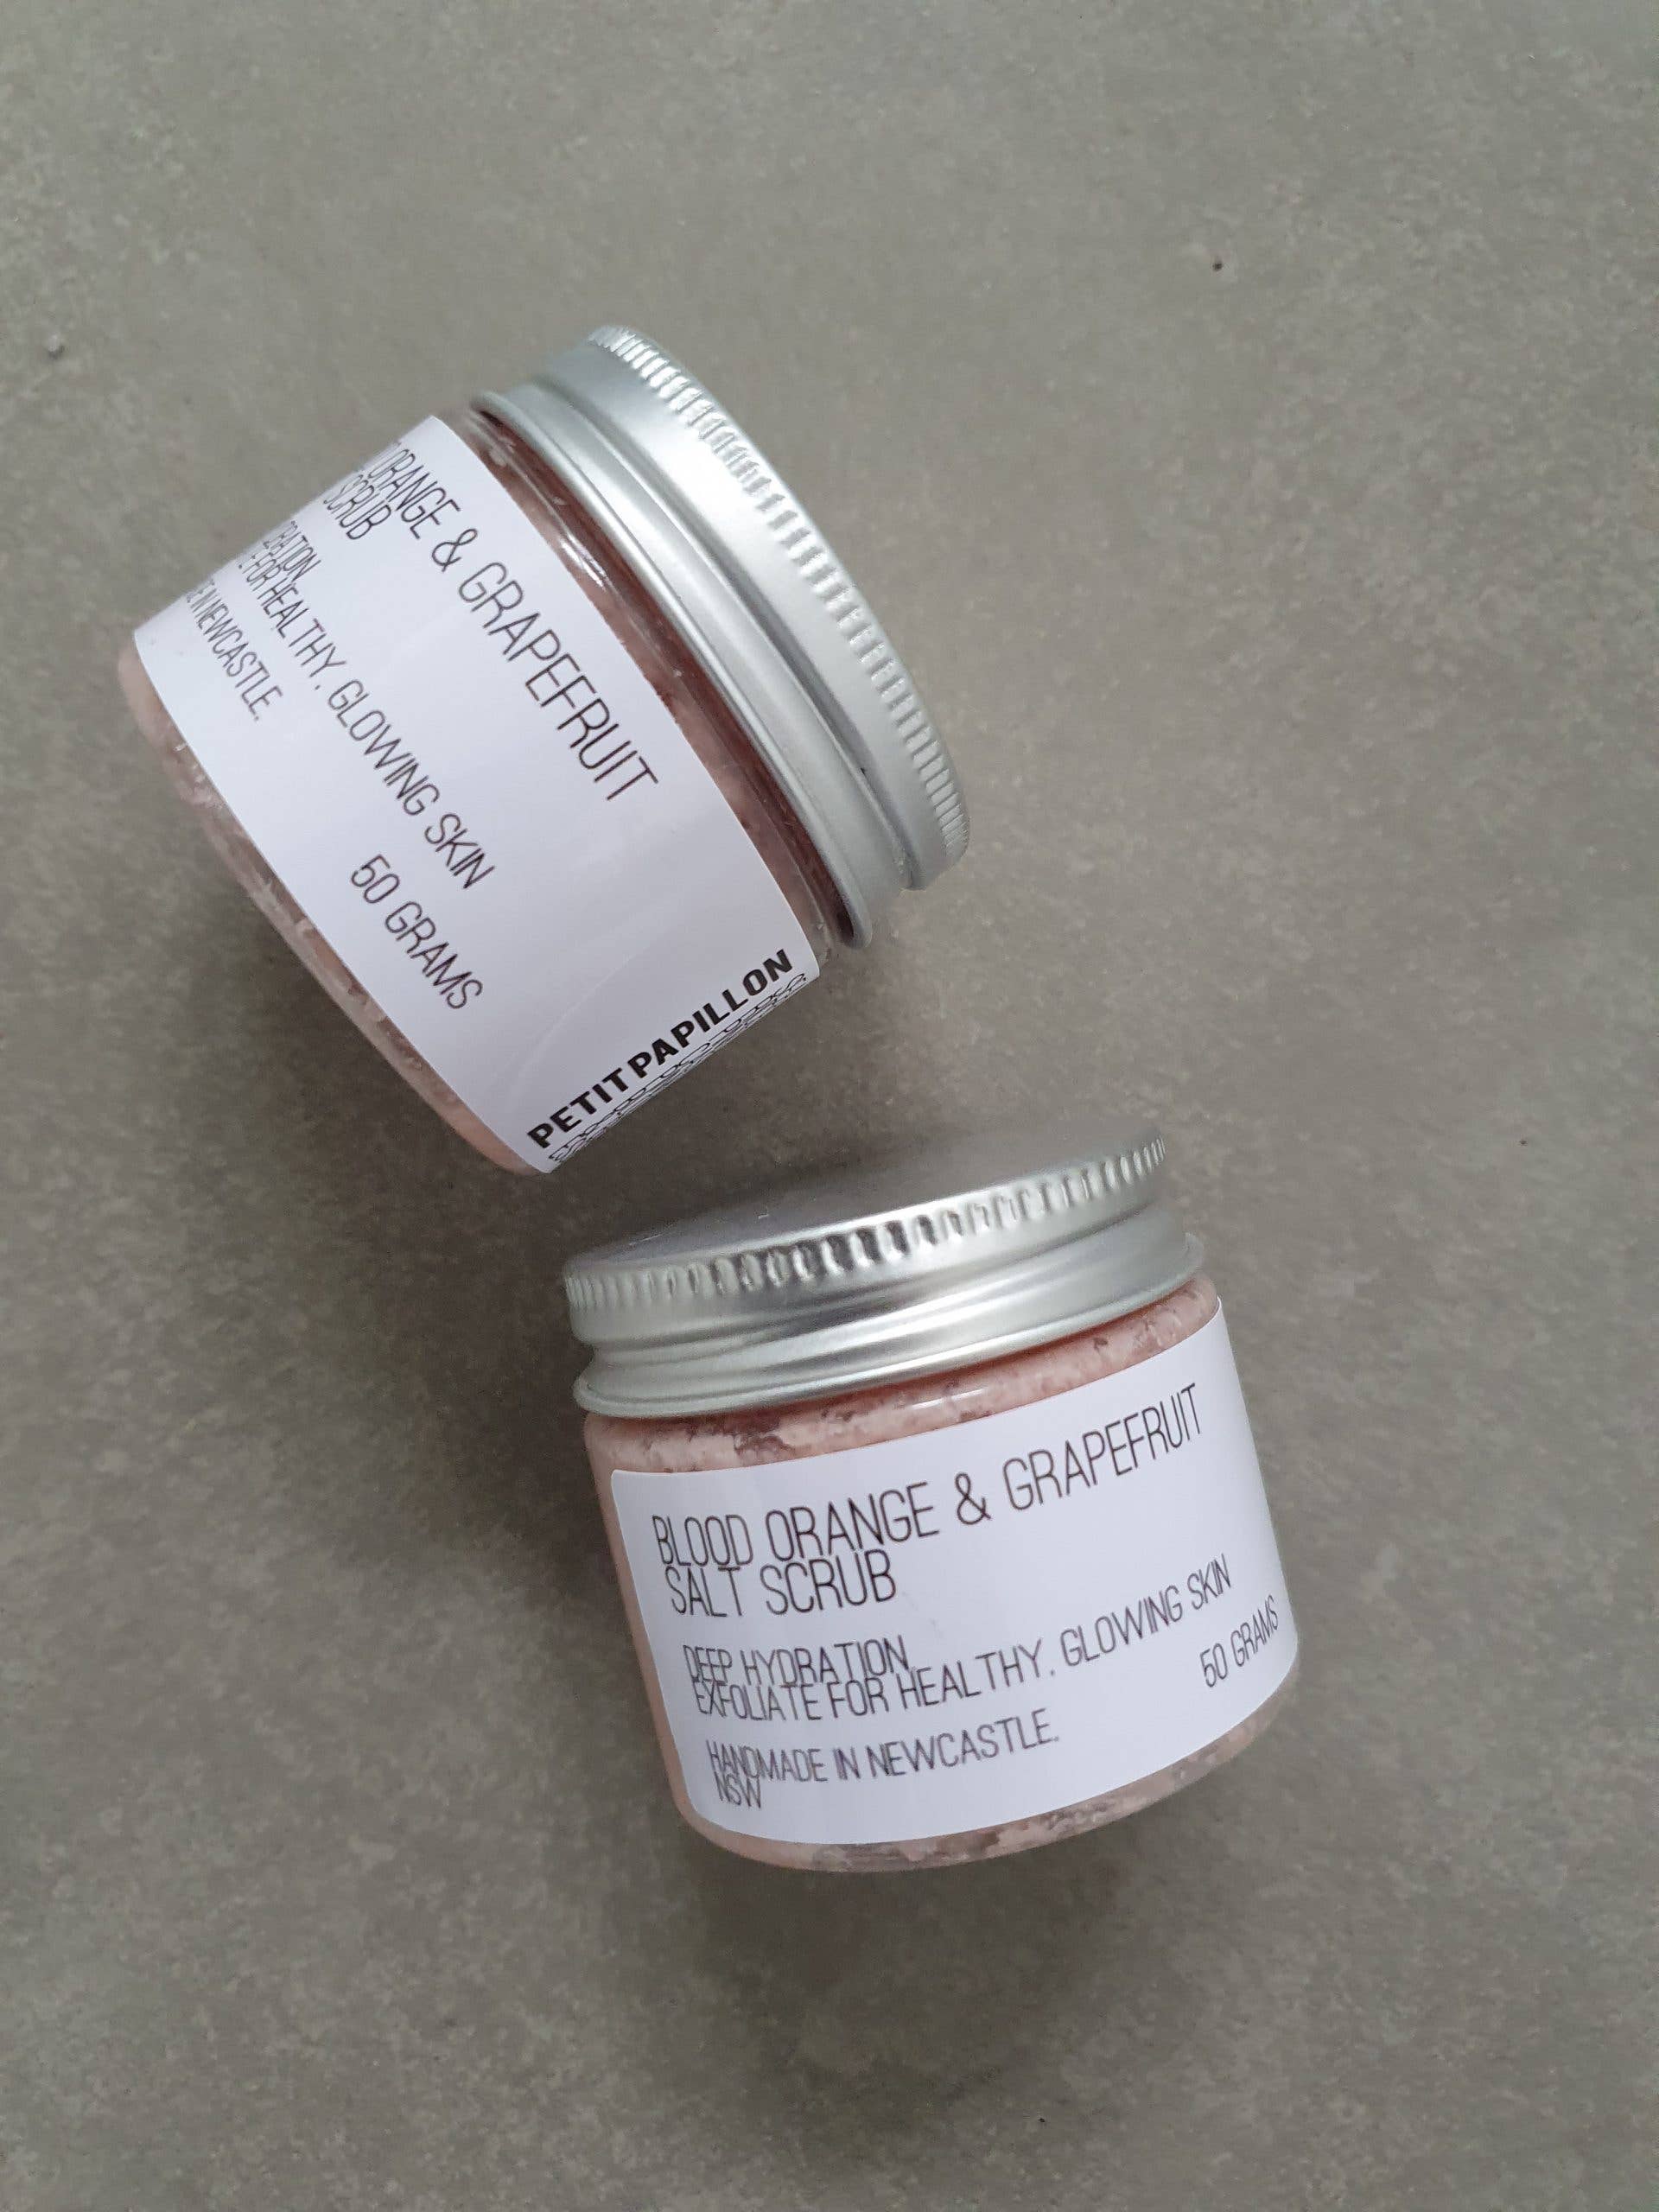 ORANGE & GRAPEFRUIT
SCRUB
FOR HEALTHY. GLOWING SKIN
IN NEWCASTLE.
50 GRAMS
PETIT PAPILLON
BLOOD ORANGE & GRAPEFRUIT
SALT SCRUB
DEEP HYDRATION.
EXFOLIATE FOR HEALTHY. GLOWING SKIN
50 GRAMS
HANDMADE IN NEWCASTLE.
NSW